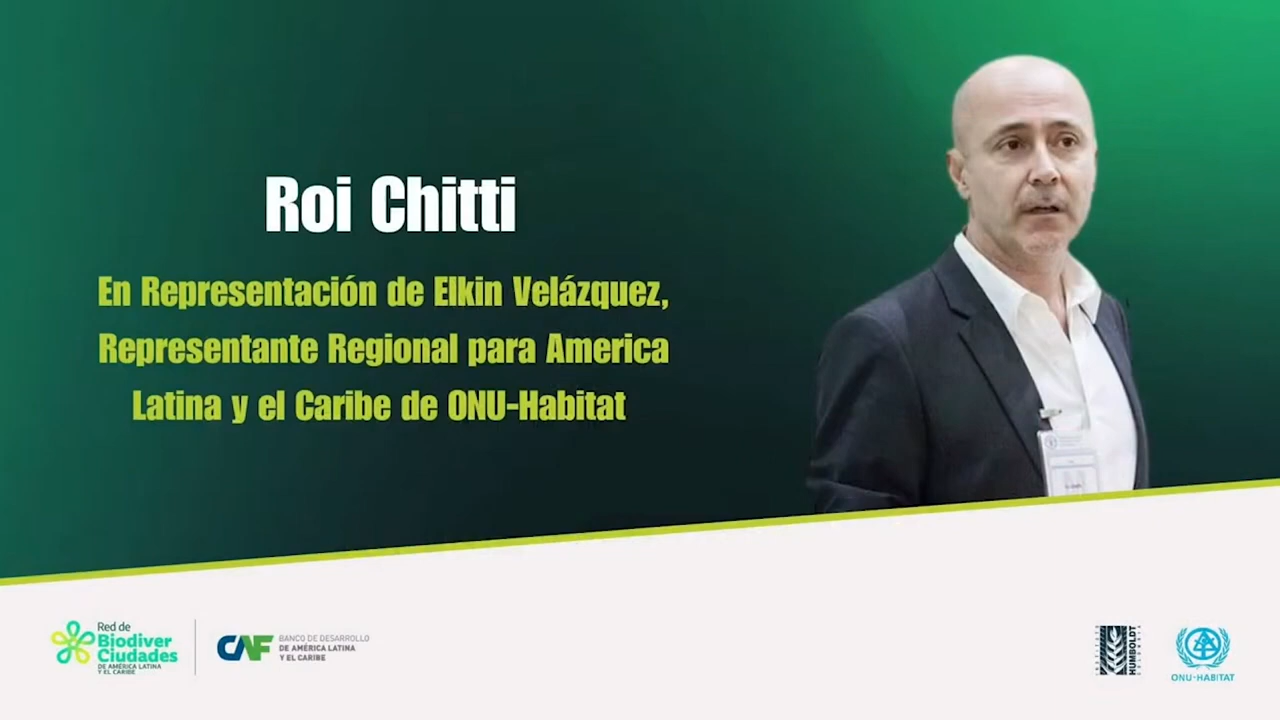 Roi Chitti
En Representación de Elkin Velázquez,
Representante Regional para America
Latina y el Caribe de ONU-Habitat
Red de
Biodiver
Ciudades
DE AMÉRICA LATINA
Y EL CARIBE
CAF
BANCO DE DESARROLLO
DE AMÉRICA LATINA
Y EL CARIBE
HUMBOLDT
ONU-HABITAT